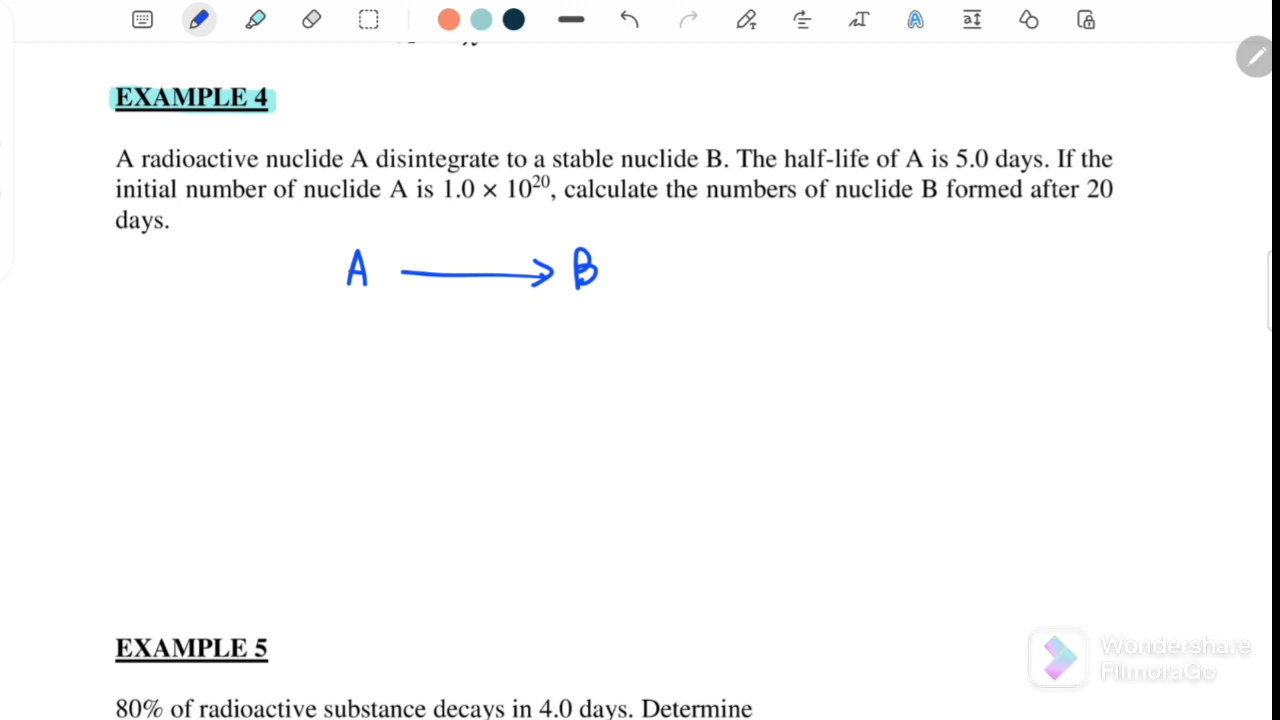 EXAMPLE 4
A radioactive nuclide A disintegrate to a stable nuclide B. The half-life of A is 5.0 days. If the
initial number of nuclide A is 1.0 × 10²⁰, calculate the numbers of nuclide B formed after 20
days.
A → B
EXAMPLE 5
80% of radioactive substance decays in 4.0 days. Determine
Wondershare
FilmoraGo